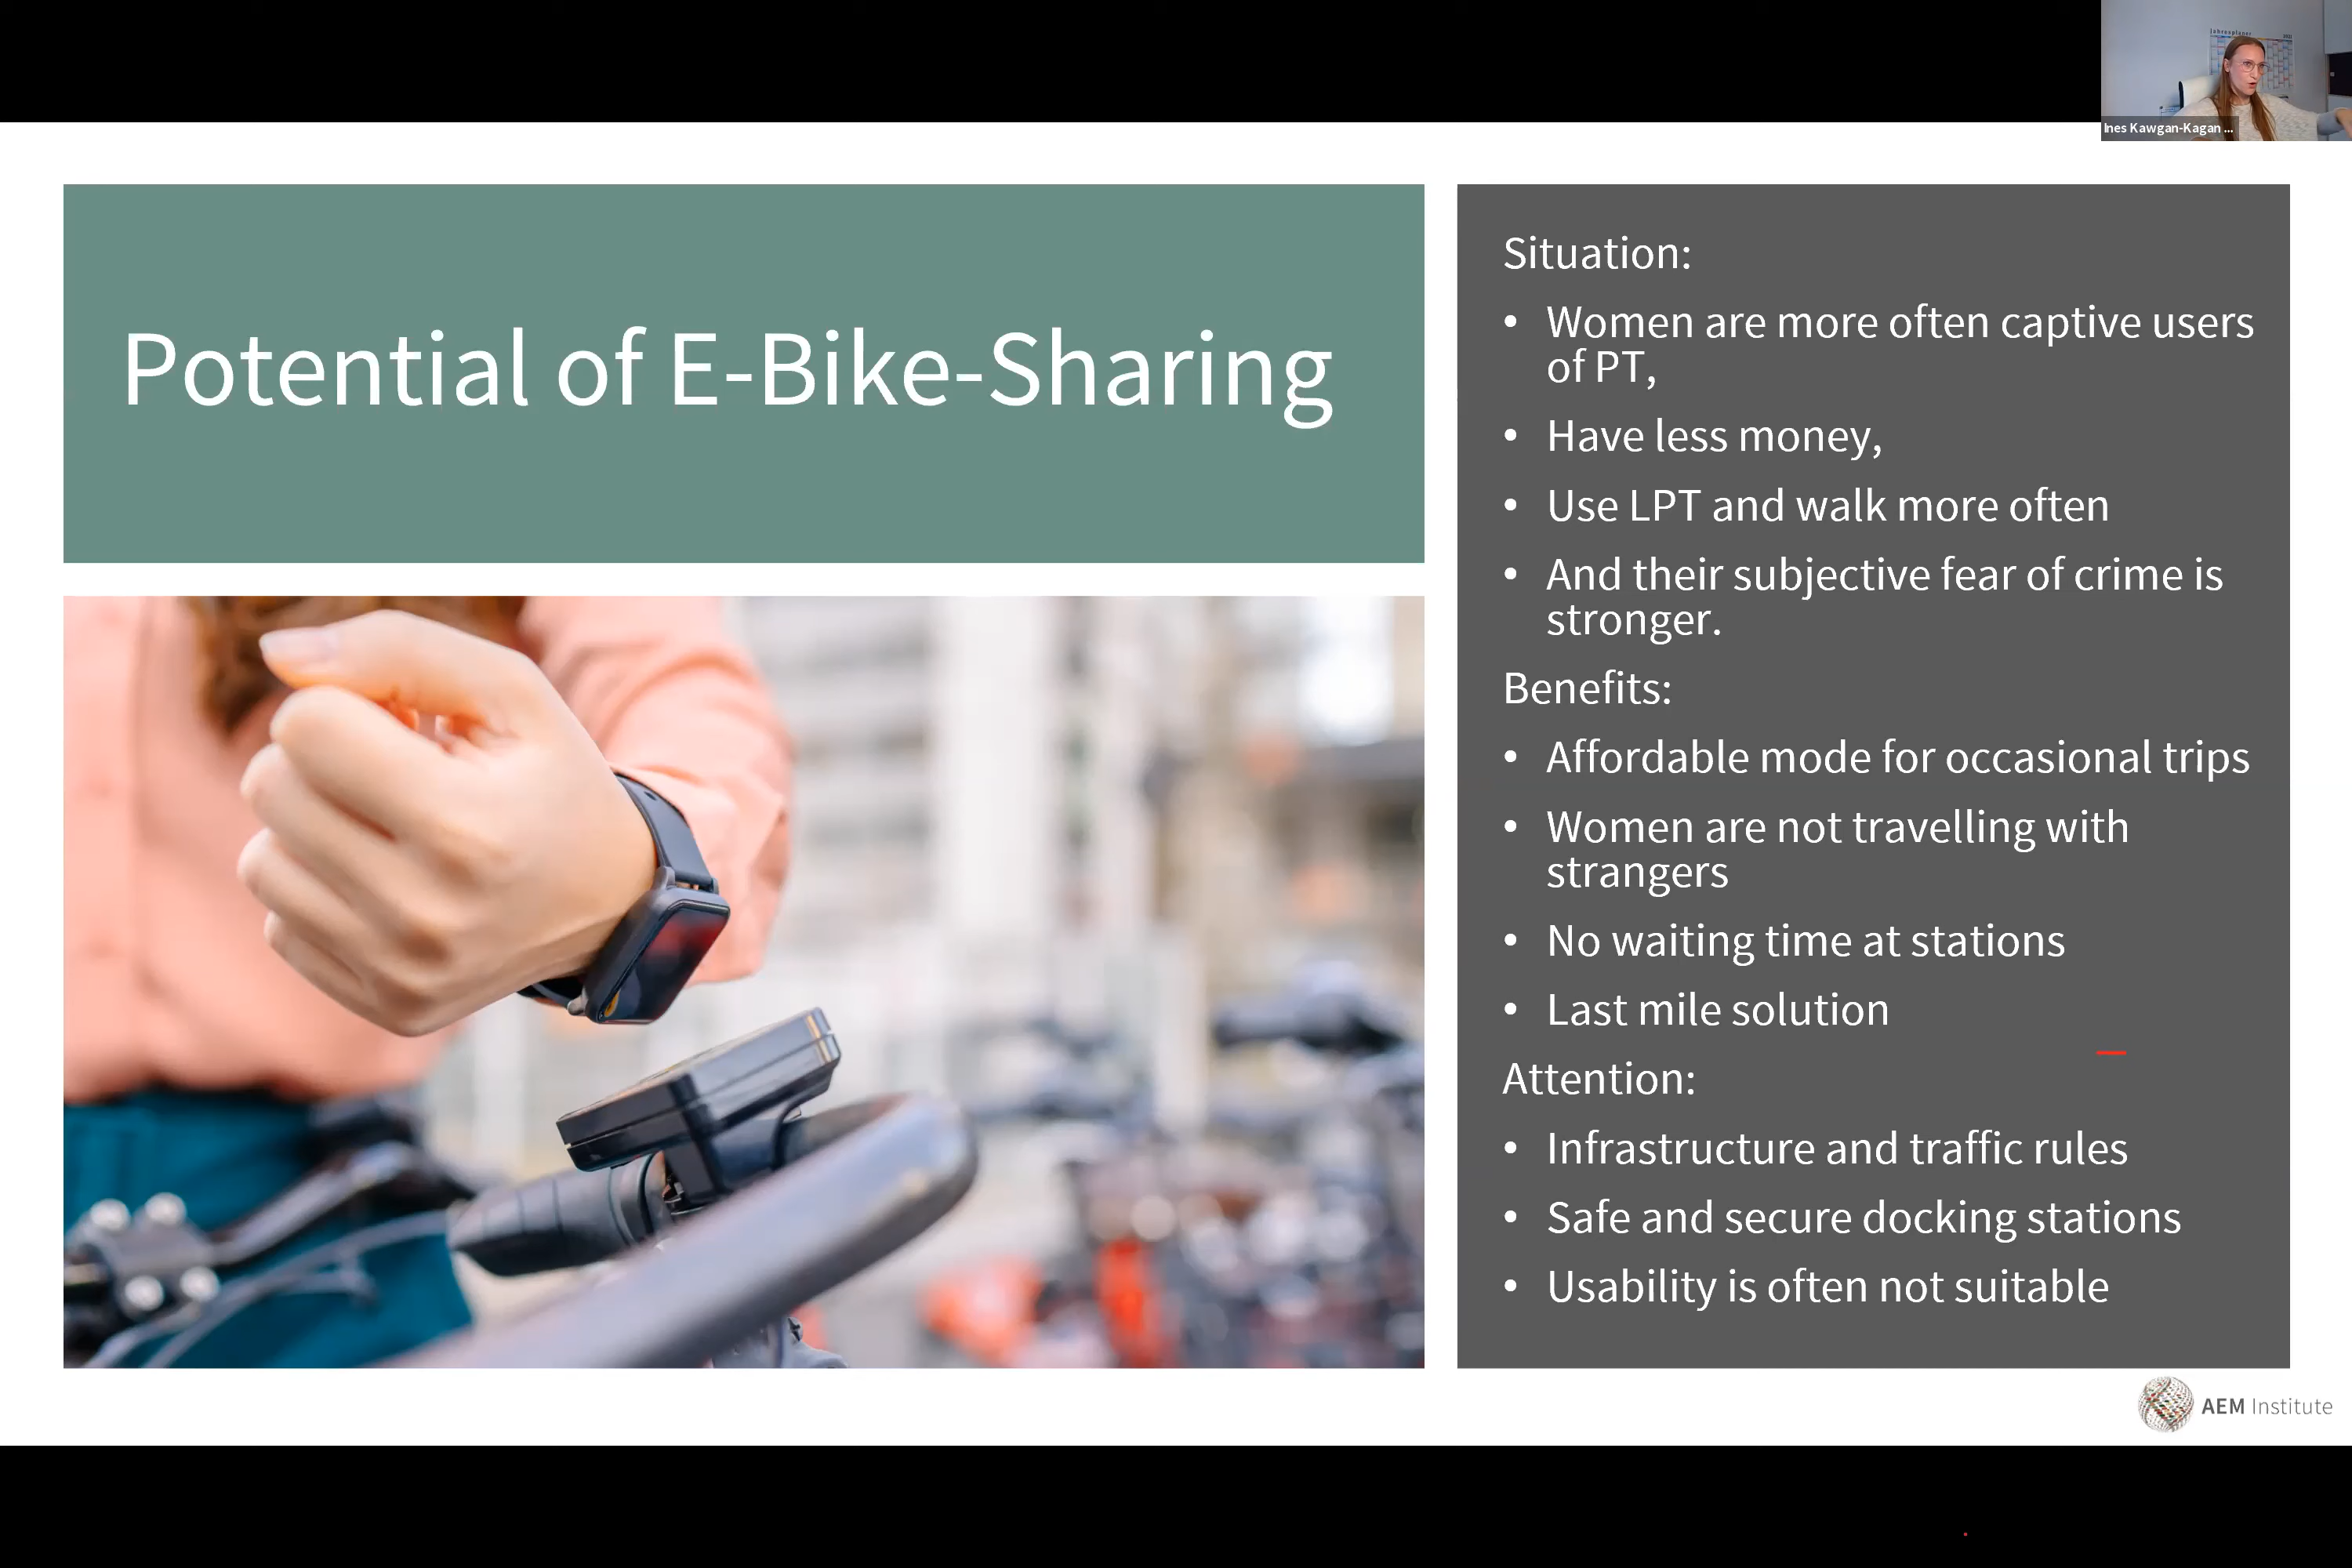 Jahresplaner
Ines Kawgan-Kagan ...
Potential of E-Bike-Sharing
Situation:
• Women are more often captive users
of PT,
• Have less money,
• Use LPT and walk more often
• And their subjective fear of crime is
stronger.
Benefits:
• Affordable mode for occasional trips
• Women are not travelling with
strangers
• No waiting time at stations
• Last mile solution
Attention:
• Infrastructure and traffic rules
• Safe and secure docking stations
• Usability is often not suitable
AEM Institute